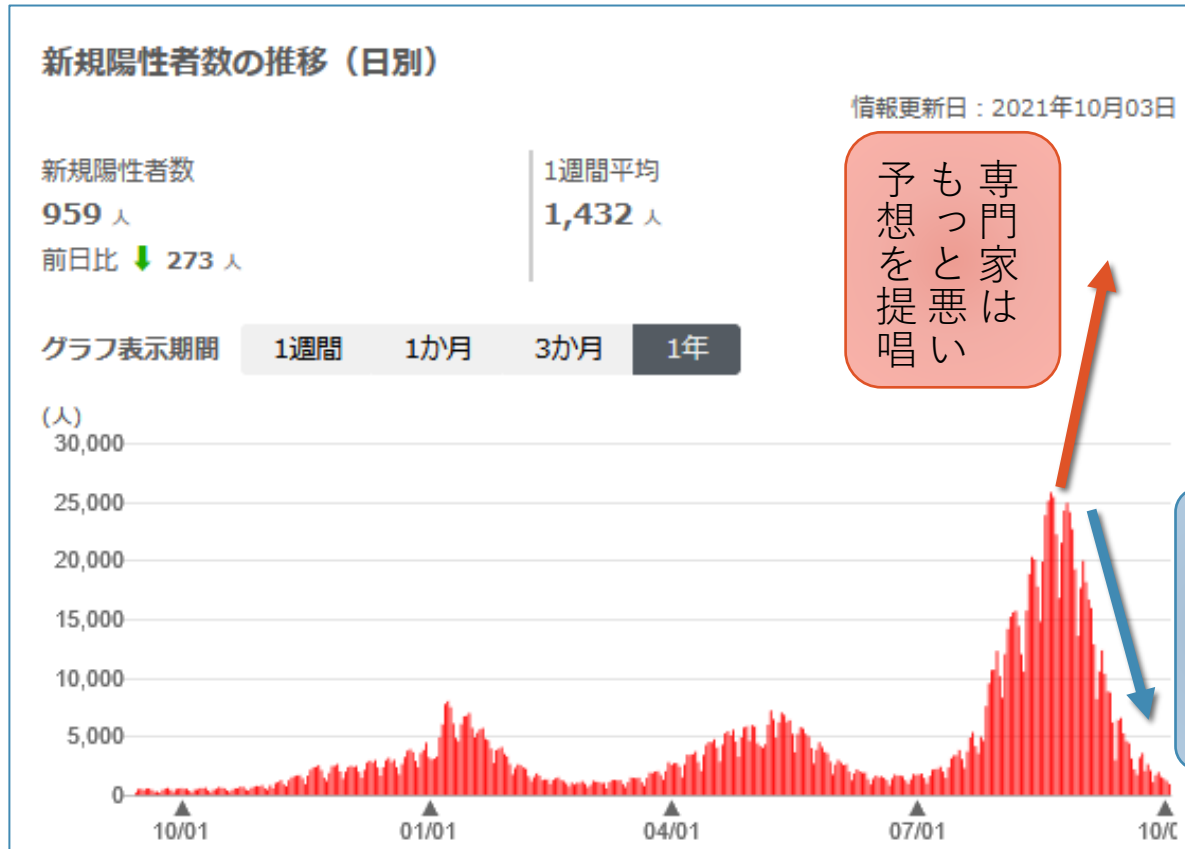 新規陽性者数の推移（日別）
情報更新日：2021年10月03日
新規陽性者数
959 人
前日比 ⬇ 273 人
1週間平均
1,432 人
専門家は
もっと悪い
予想を提唱
グラフ表示期間 1週間 1か月 3か月 1年
(人)
30,000
25,000
20,000
15,000
10,000
5,000
0
10/01 01/01 04/01 07/01 10/0